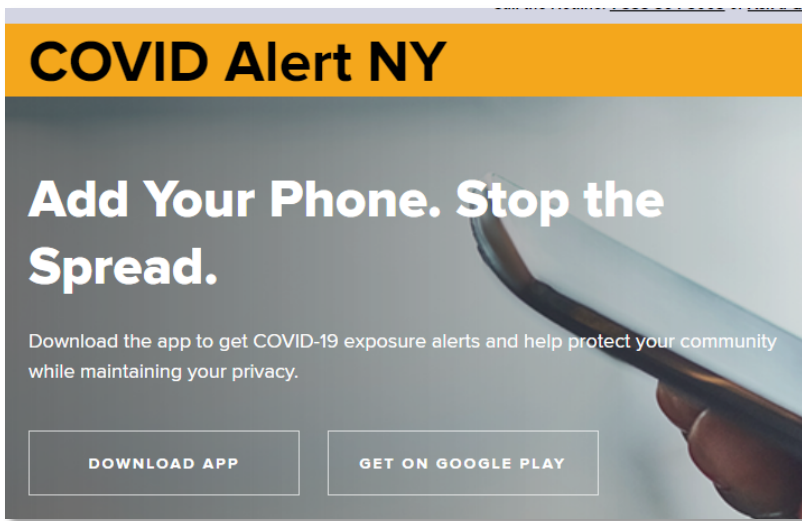 COVID Alert NY
Add Your Phone. Stop the
Spread.
Download the app to get COVID-19 exposure alerts and help protect your community
while maintaining your privacy.
DOWNLOAD APP
GET ON GOOGLE PLAY